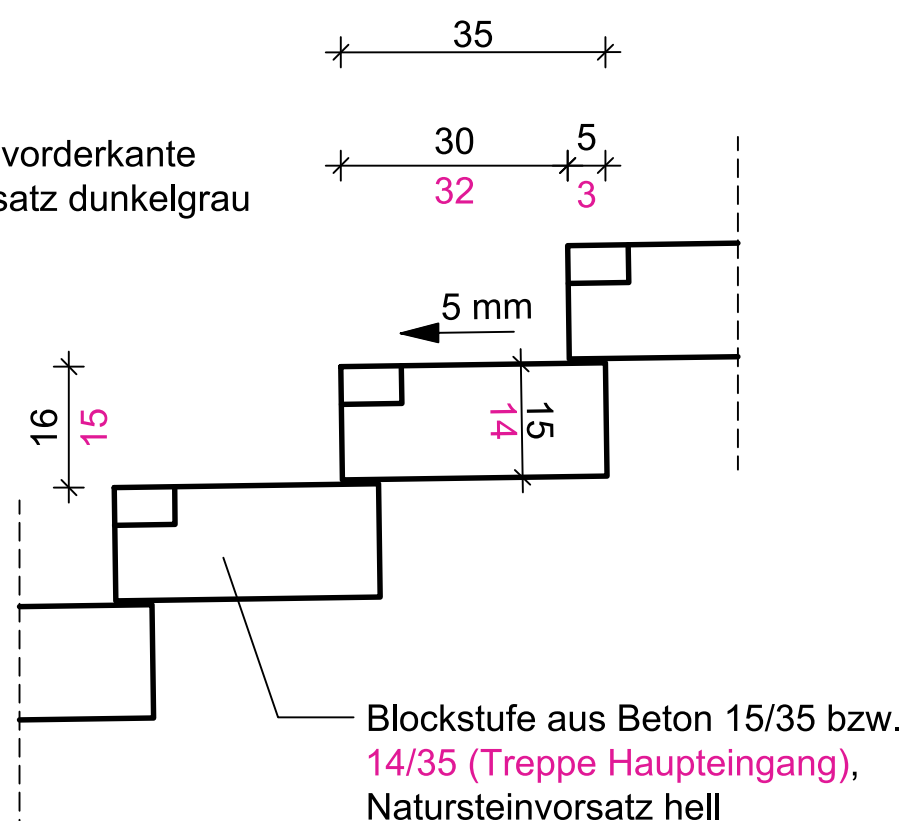 35
30 5
32 3
vorderkante
satz dunkelgrau
5 mm
16
15
14
15
Blockstufe aus Beton 15/35 bzw.
14/35 (Treppe Haupteingang),
Natursteinvorsatz hell